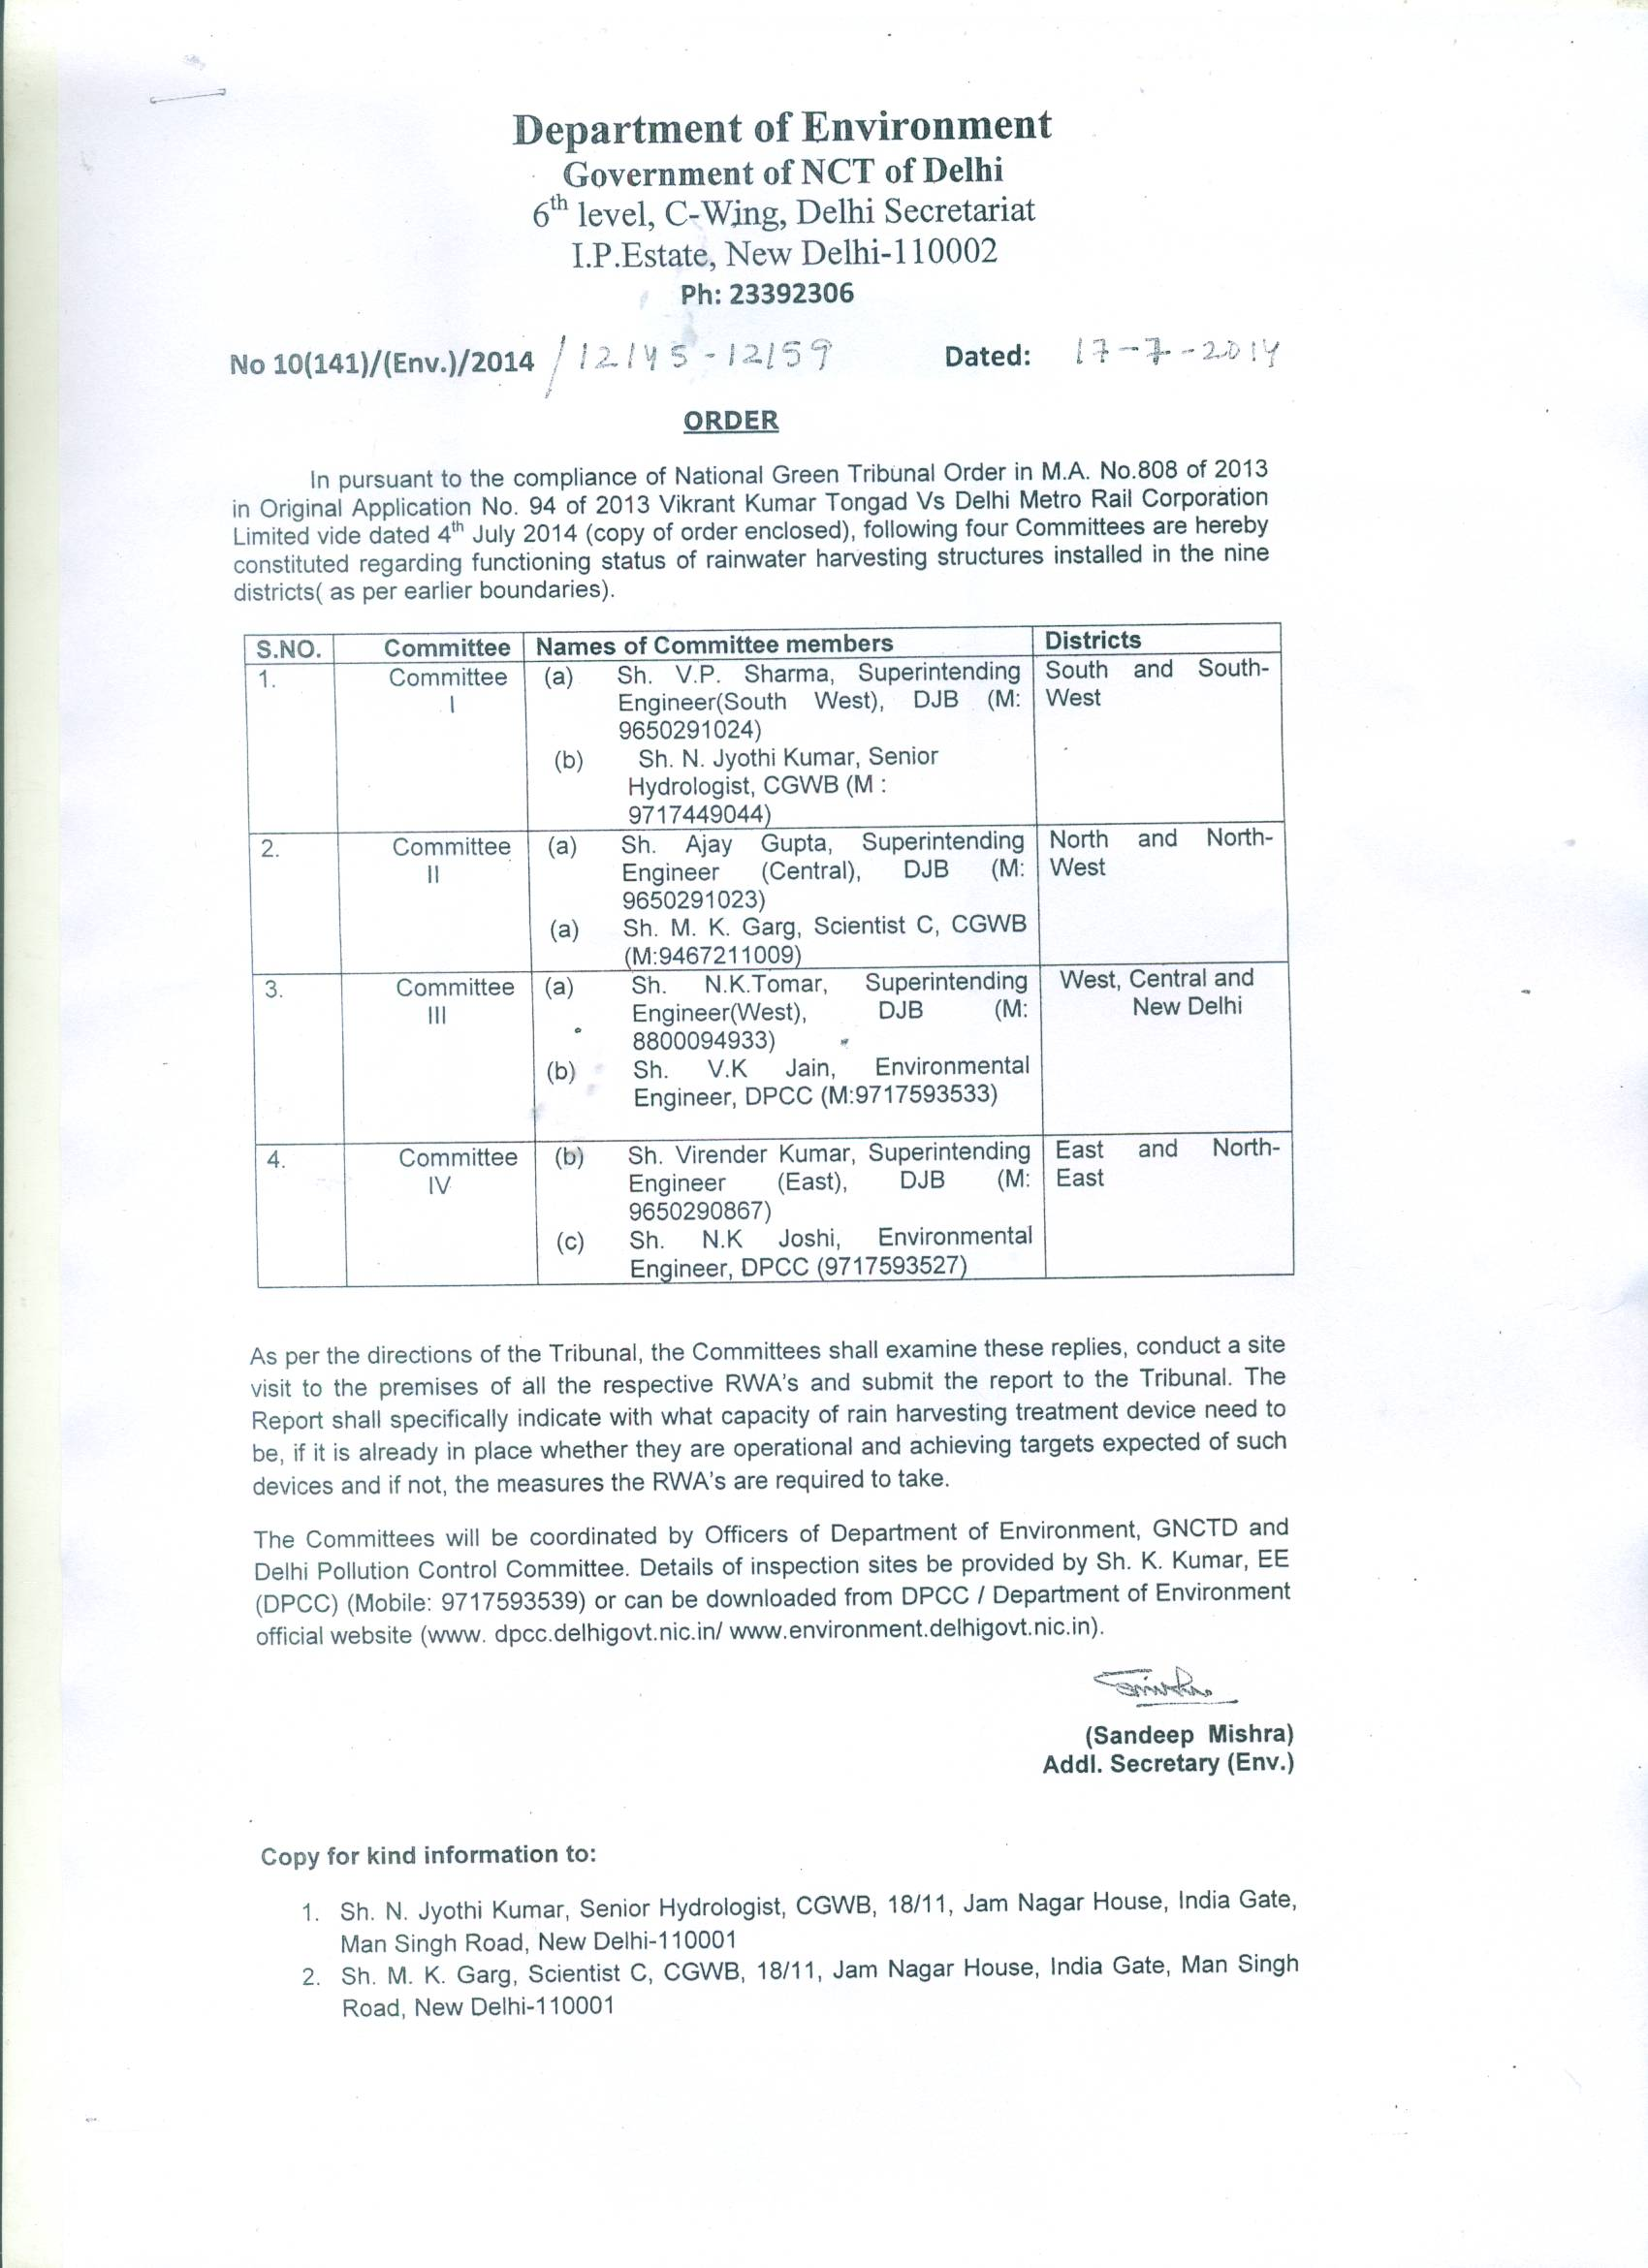 Department of Environment
Government of NCT of Delhi
6th level, C-Wing, Delhi Secretariat
I.P.Estate, New Delhi-110002
Ph: 23392306
No 10(141)/(Env.)/2014 /12145-12159 Dated: 17-7-2014
ORDER
In pursuant to the compliance of National Green Tribunal Order in M.A. No.808 of 2013
in Original Application No. 94 of 2013 Vikrant Kumar Tongad Vs Delhi Metro Rail Corporation
Limited vide dated 4th July 2014 (copy of order enclosed), following four Committees are hereby
constituted regarding functioning status of rainwater harvesting structures installed in the nine
districts( as per earlier boundaries).
S.NO. Committee Names of Committee members Districts
1. Committee (a) Sh. V.P. Sharma, Superintending South and South-
I Engineer(South West), DJB (M: West
9650291024)
(b) Sh. N. Jyothi Kumar, Senior
Hydrologist, CGWB (M :
9717449044)
2. Committee (a) Sh. Ajay Gupta, Superintending North and North-
II Engineer (Central), DJB (M: West
9650291023)
(a) Sh. M. K. Garg, Scientist C, CGWB
(M:9467211009)
3. Committee (a) Sh. N.K.Tomar, Superintending West, Central and
III Engineer(West), DJB (M: New Delhi
8800094933)
(b) Sh. V.K Jain, Environmental
Engineer, DPCC (M:9717593533)
4. Committee (b) Sh. Virender Kumar, Superintending East and North-
IV Engineer (East), DJB (M: East
9650290867)
(c) Sh. N.K Joshi, Environmental
Engineer, DPCC (9717593527)
As per the directions of the Tribunal, the Committees shall examine these replies, conduct a site
visit to the premises of all the respective RWA's and submit the report to the Tribunal. The
Report shall specifically indicate with what capacity of rain harvesting treatment device need to
be, if it is already in place whether they are operational and achieving targets expected of such
devices and if not, the measures the RWA's are required to take.
The Committees will be coordinated by Officers of Department of Environment, GNCTD and
Delhi Pollution Control Committee. Details of inspection sites be provided by Sh. K. Kumar, EE
(DPCC) (Mobile: 9717593539) or can be downloaded from DPCC / Department of Environment
official website (www. dpcc.delhigovt.nic.in/ www.environment.delhigovt.nic.in).
(Sandeep Mishra)
Addl. Secretary (Env.)
Copy for kind information to:
1. Sh. N. Jyothi Kumar, Senior Hydrologist, CGWB, 18/11, Jam Nagar House, India Gate,
Man Singh Road, New Delhi-110001
2. Sh. M. K. Garg, Scientist C, CGWB, 18/11, Jam Nagar House, India Gate, Man Singh
Road, New Delhi-110001